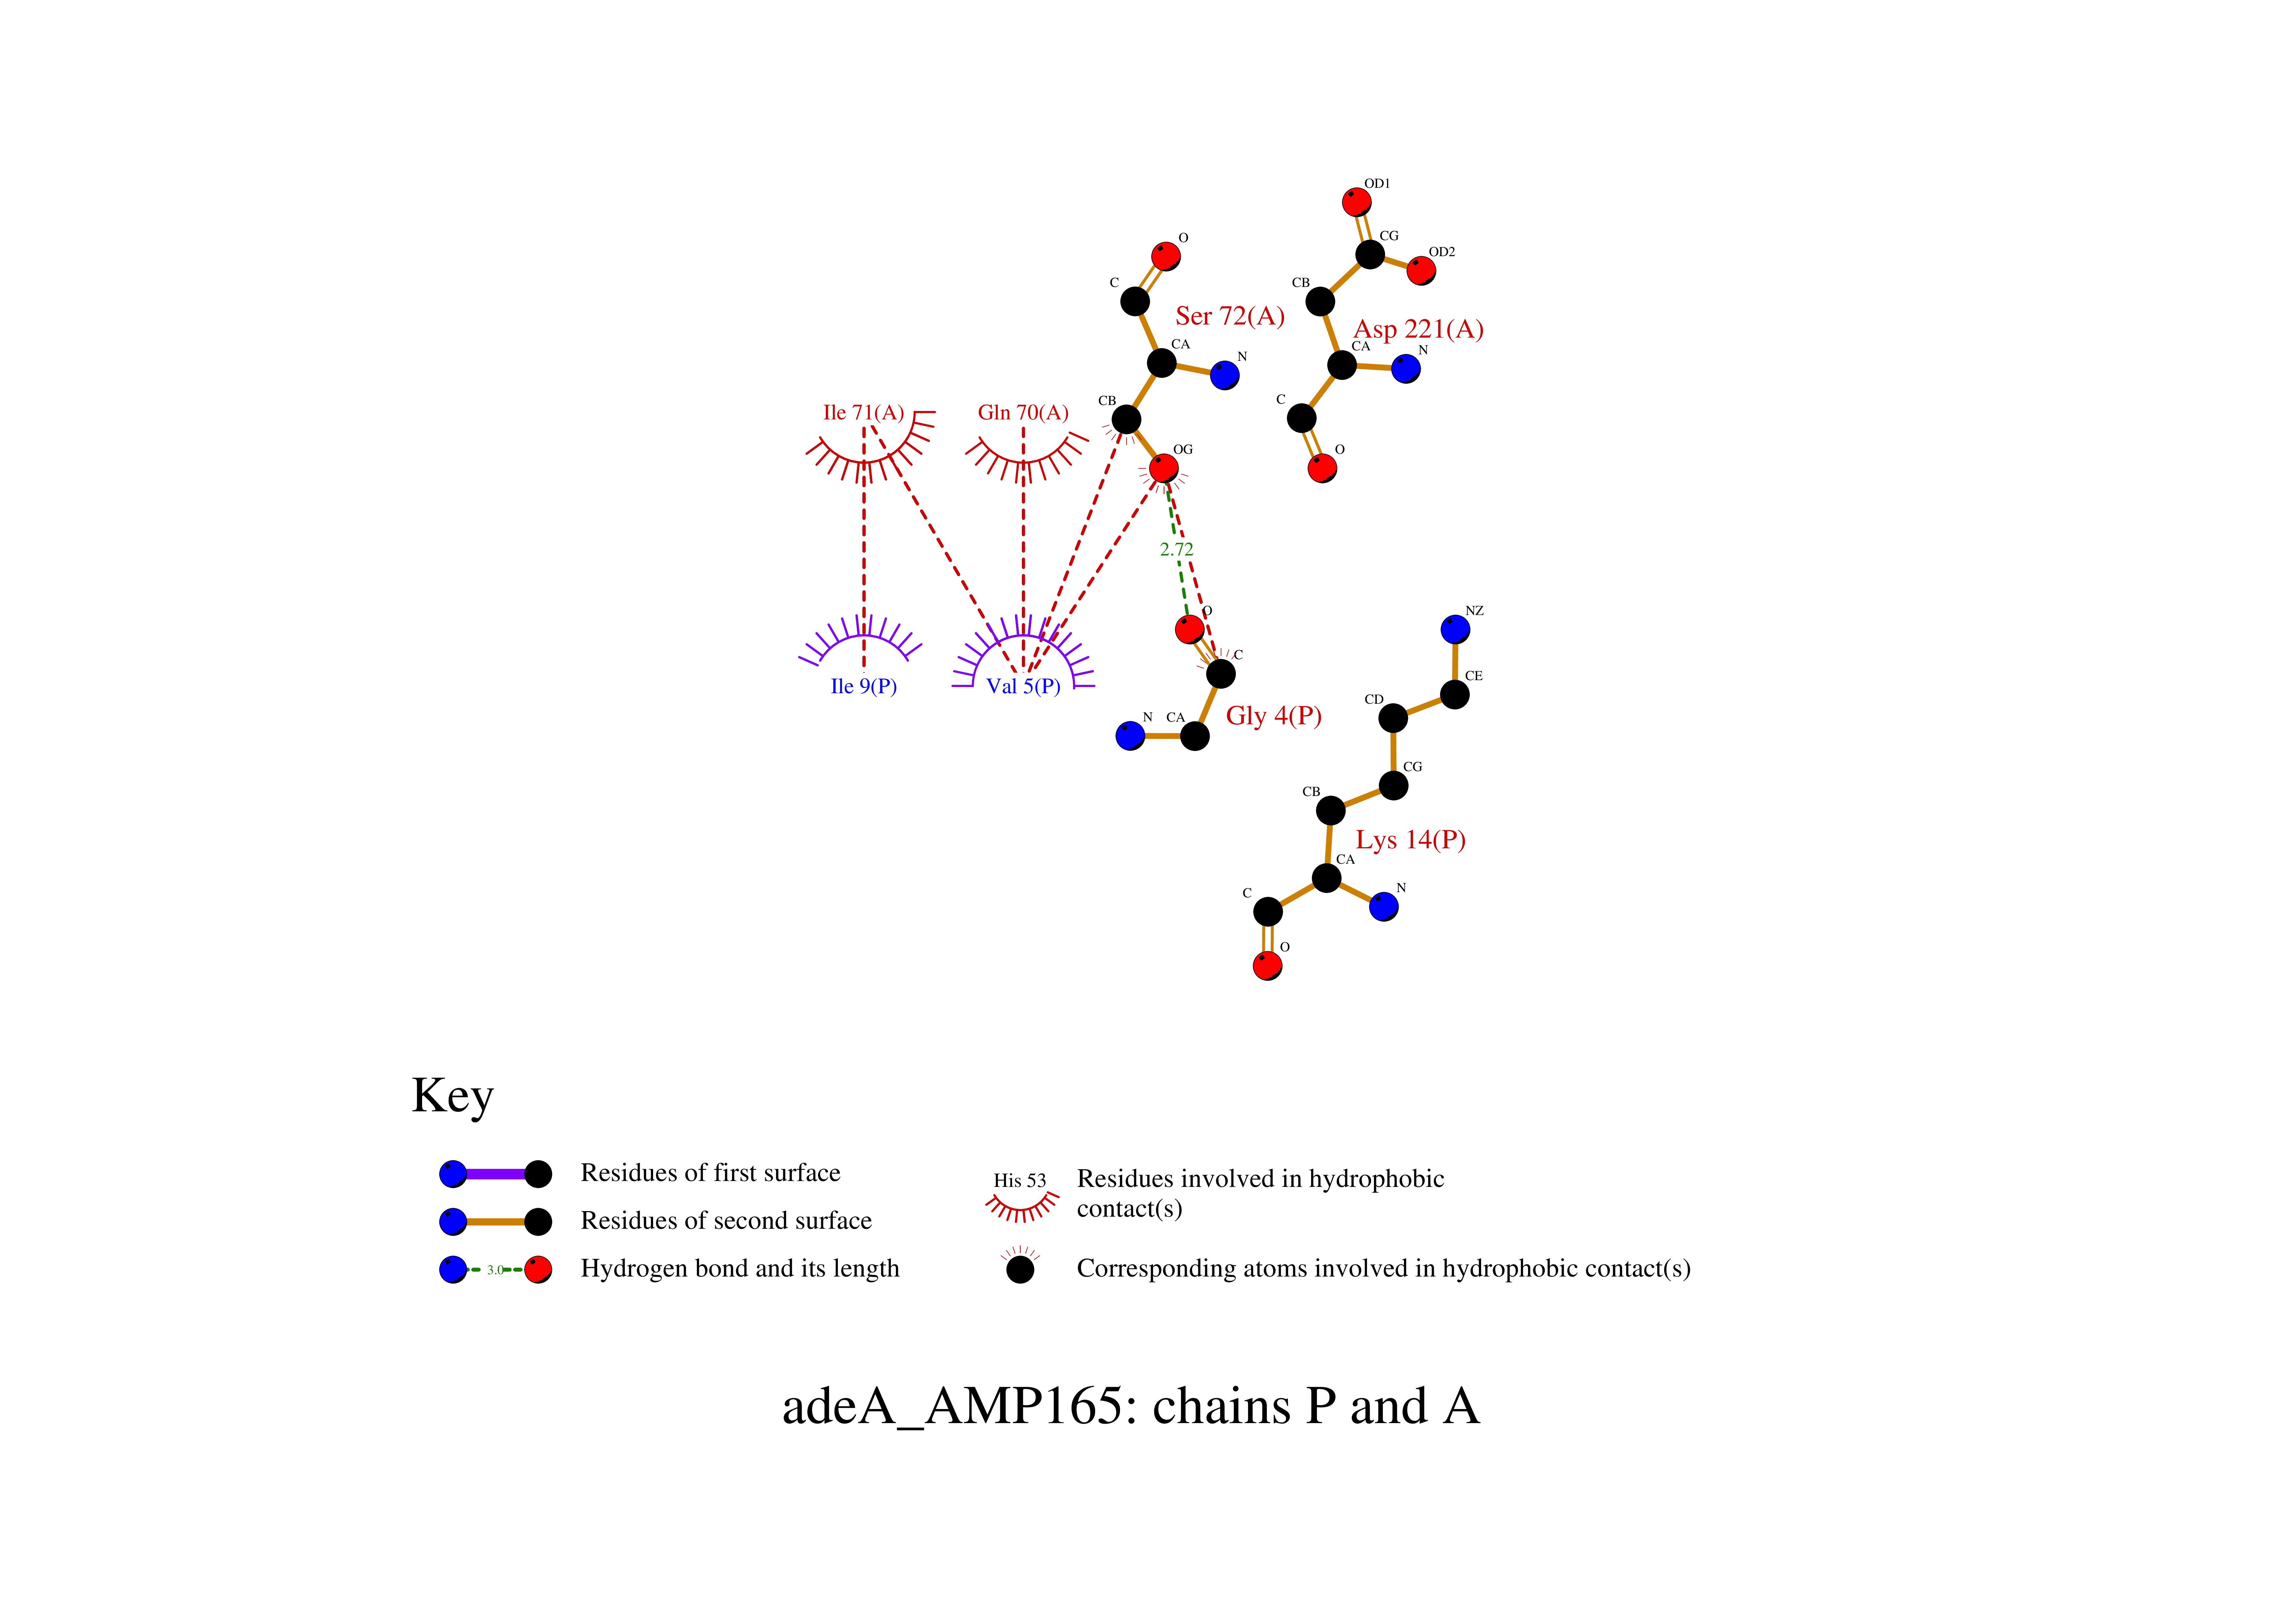 OD1
CG
OD2
O
C
CB
Ser 72(A)
Asp 221(A)
CA
N
CA
N
CB
C
Ile 71(A)
Gln 70(A)
OG
O
2.72
O
NZ
C
CE
Ile 9(P)
Val 5(P)
CD
N
CA
Gly 4(P)
CG
CB
Lys 14(P)
CA
C
N
O
Key
Residues of first surface
Residues of second surface
3.0
Hydrogen bond and its length
His 53
Residues involved in hydrophobic
contact(s)
Corresponding atoms involved in hydrophobic contact(s)
adeA_AMP165: chains P and A